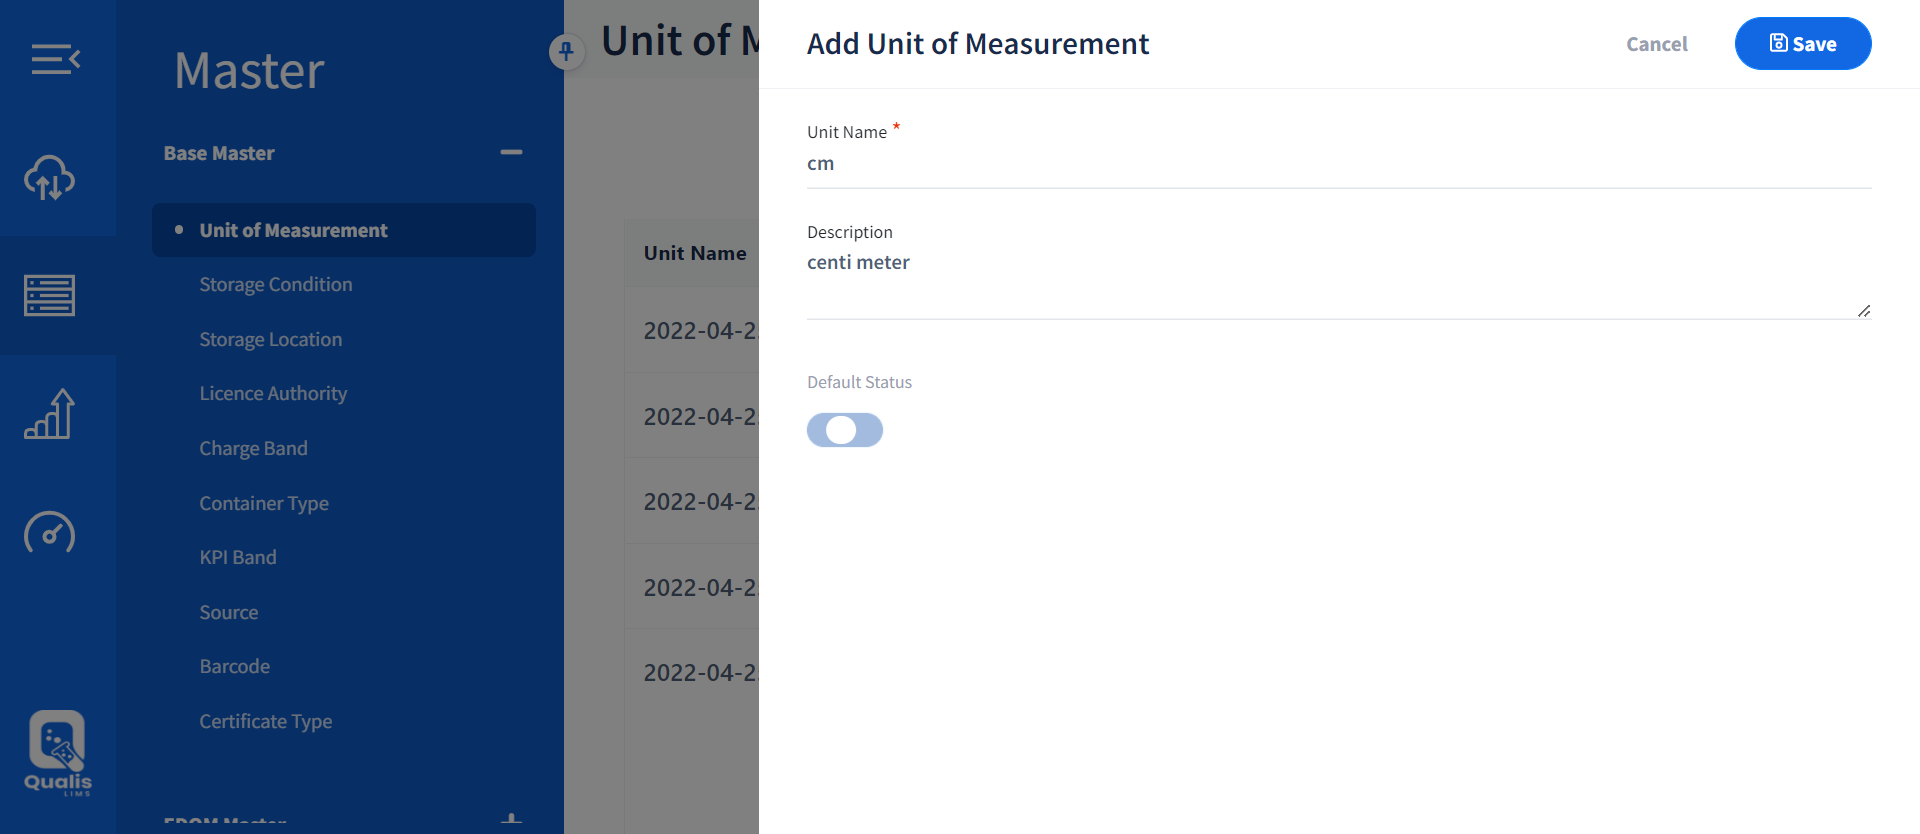 Master
Base Master
Unit of Measurement
Storage Condition
Storage Location
Licence Authority
Charge Band
Container Type
KPI Band
Source
Barcode
Certificate Type
Qualis
LIMS
Unit of
Unit Name
2022-04-2
2022-04-2
2022-04-2
2022-04-2
2022-04-2
Add Unit of Measurement
Cancel
Save
Unit Name *
cm
Description
centi meter
Default Status